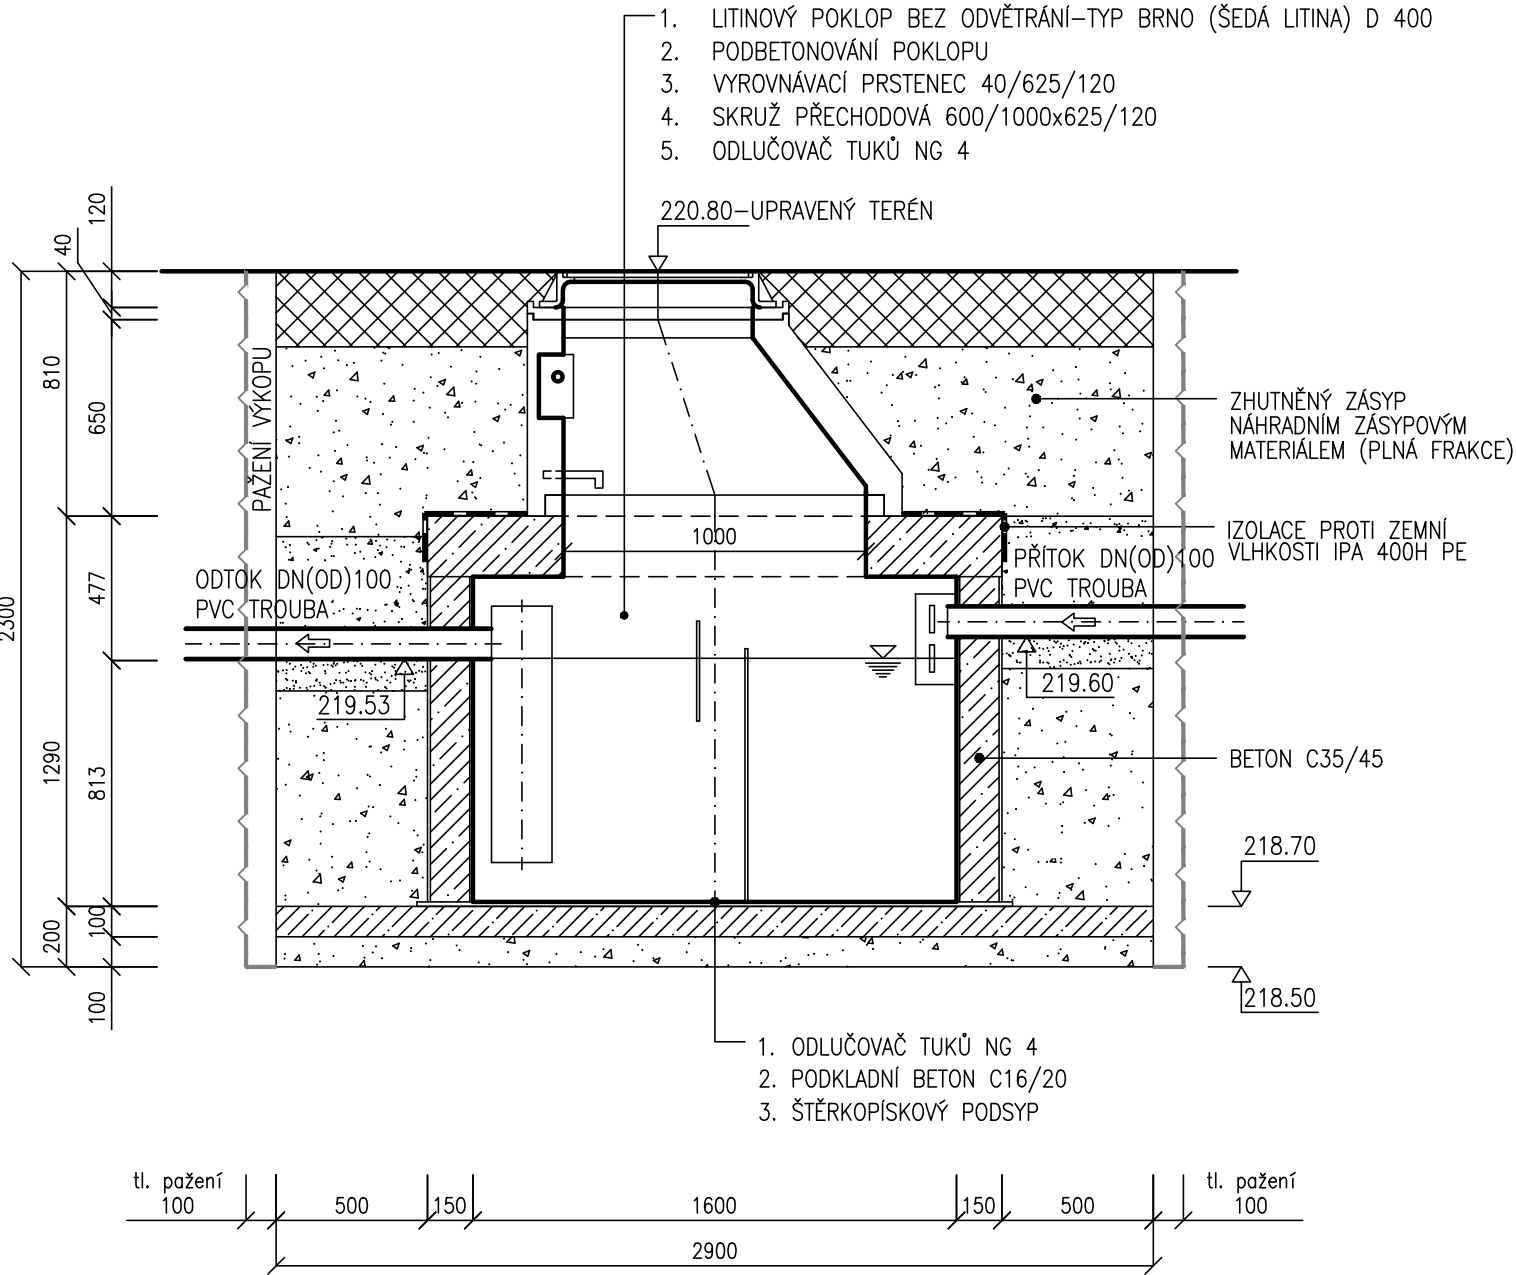 1. LITINOVÝ POKLOP BEZ ODVĚTRÁNÍ-TYP BRNO (ŠEDÁ LITINA) D 400
2. PODBETONOVÁNÍ POKLOPU
3. VYROVNÁVACÍ PRSTENEC 40/625/120
4. SKRUŽ PŘECHODOVÁ 600/1000x625/120
5. ODLUČOVAČ TUKŮ NG 4
220.80-UPRAVENÝ TERÉN
120
40
810
650
477
2300
1290
813
200
100
100
PAŽENÍ VÝKOPU
ZHUTNĚNÝ ZÁSYP
NÁHRADNÍM ZÁSYPOVÝM
MATERIÁLEM (PLNÁ FRAKCE)
1000
IZOLACE PROTI ZEMNÍ
VLHKOSTI IPA 400H PE
ODTOK DN(OD)100
PVC TROUBA
PŘÍTOK DN(OD)100
PVC TROUBA
219.53
219.60
BETON C35/45
218.70
218.50
1. ODLUČOVAČ TUKŮ NG 4
2. PODKLADNÍ BETON C16/20
3. ŠTĚRKOPÍSKOVÝ PODSYP
tl. pažení
100
500
150
1600
150
500
tl. pažení
100
2900